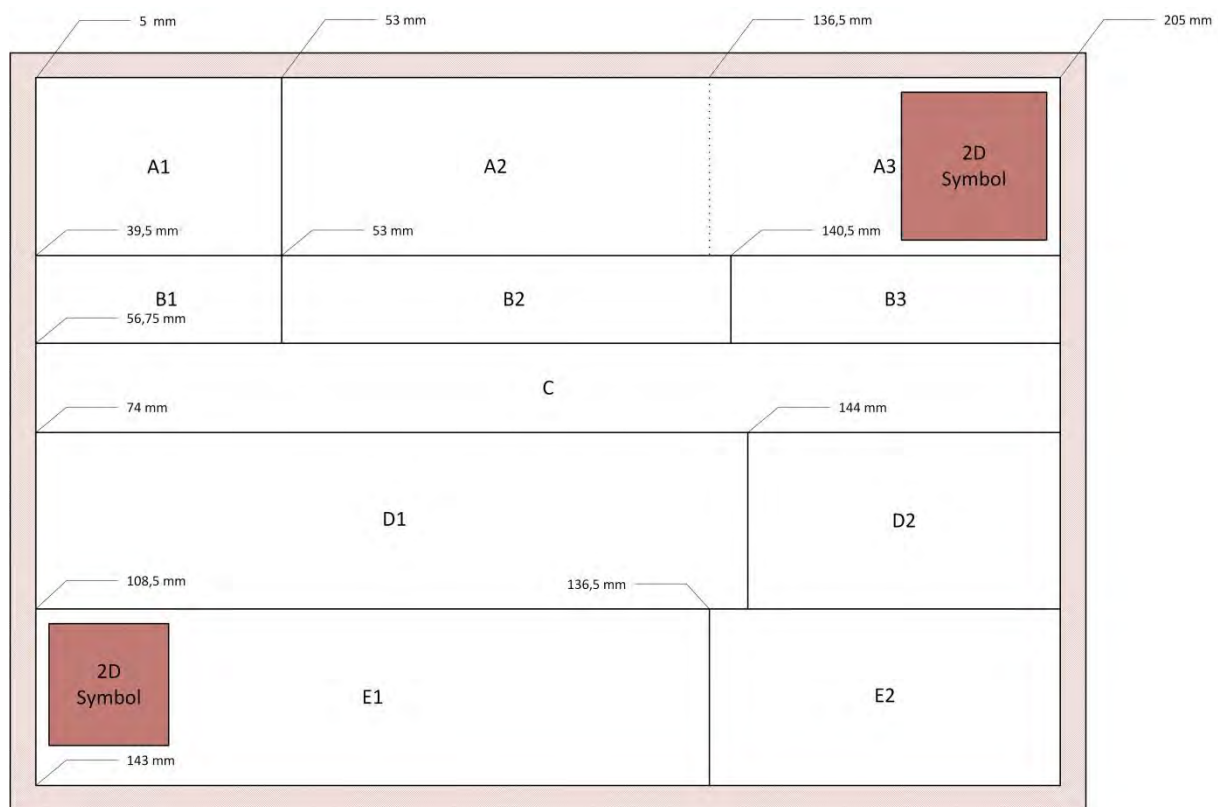 5 mm
53 mm
136,5 mm
205 mm
A1
A2
A3
2D
Symbol
39,5 mm
53 mm
140,5 mm
B1
B2
B3
56,75 mm
C
74 mm
144 mm
D1
D2
108,5 mm
136,5 mm
2D
Symbol
E1
E2
143 mm